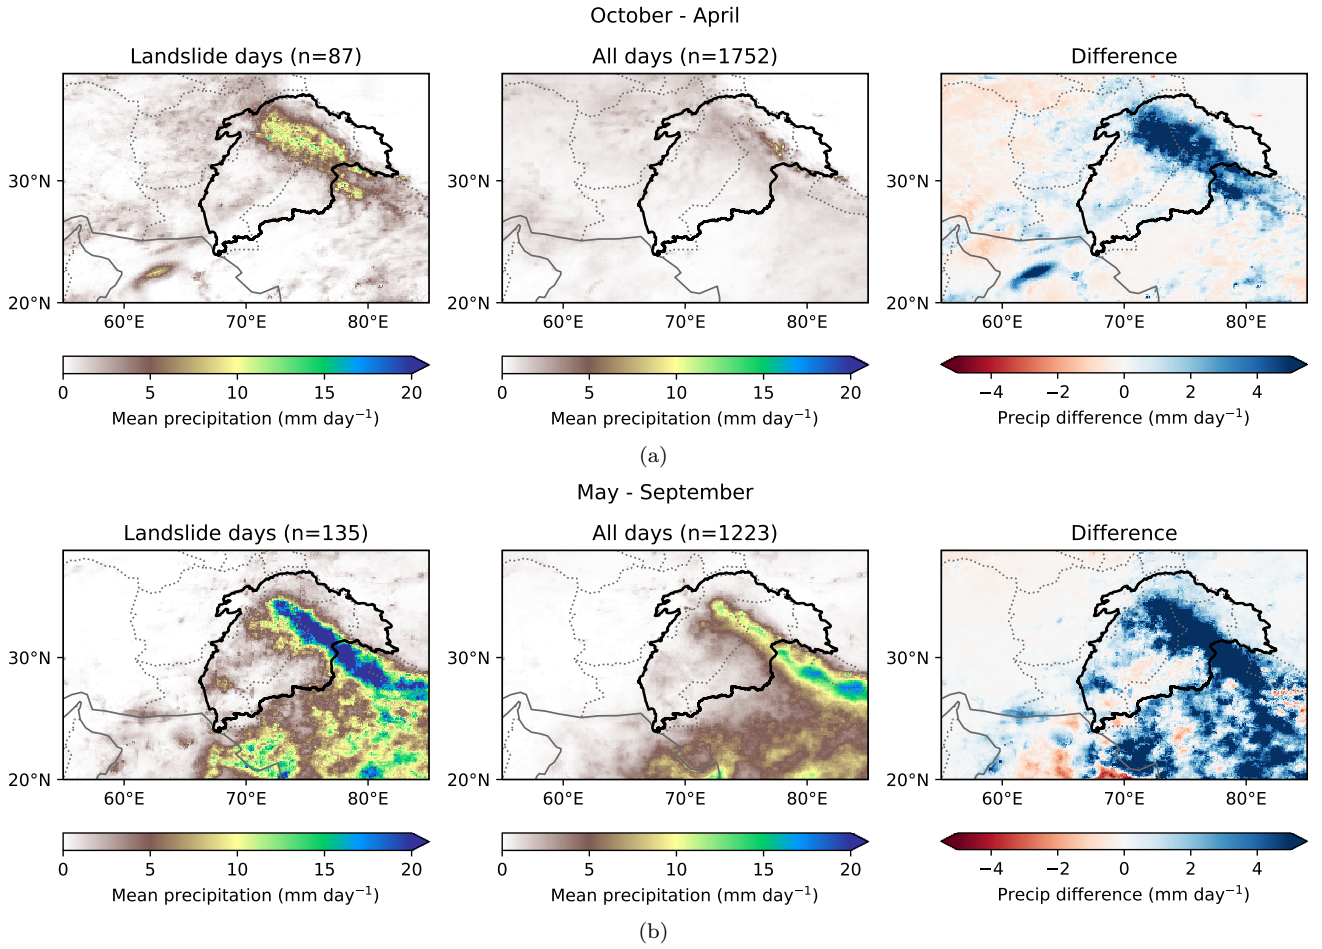 October - April
Landslide days (n=87)
All days (n=1752)
Difference
30°N
20°N
60°E
70°E
80°E
30°N
20°N
60°E
70°E
80°E
30°N
20°N
60°E
70°E
80°E
0
5
10
15
20
Mean precipitation (mm day⁻¹)
0
5
10
15
20
Mean precipitation (mm day⁻¹)
−4
−2
0
2
4
Precip difference (mm day⁻¹)
(a)
May - September
Landslide days (n=135)
All days (n=1223)
Difference
30°N
20°N
60°E
70°E
80°E
30°N
20°N
60°E
70°E
80°E
30°N
20°N
60°E
70°E
80°E
0
5
10
15
20
Mean precipitation (mm day⁻¹)
0
5
10
15
20
Mean precipitation (mm day⁻¹)
−4
−2
0
2
4
Precip difference (mm day⁻¹)
(b)